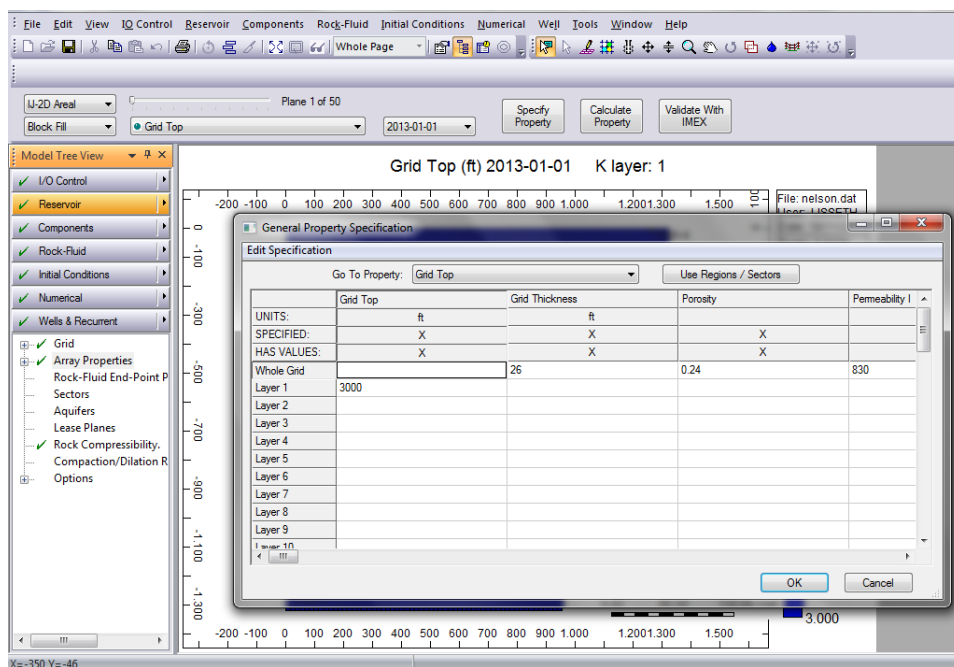 File Edit View IO Control Reservoir Components Rock-Fluid Initial Conditions Numerical Well Tools Window Help
Whole Page
IJ-2D Areal
Plane 1 of 50
Block Fill
Grid Top
2013-01-01
Specify Property
Calculate Property
Validate With IMEX
Model Tree View
I/O Control
Reservoir
Components
Rock-Fluid
Initial Conditions
Numerical
Wells & Recurrent
Grid
Array Properties
Rock-Fluid End-Point P
Sectors
Aquifers
Lease Planes
Rock Compressibility.
Compaction/Dilation R
Options
Grid Top (ft) 2013-01-01 K layer: 1
-200 -100 0 100 200 300 400 500 600 700 800 900 1.000 1.200 1.300 1.500
File: nelson.dat
User: LISSETH
0
-100
-300
-500
-700
-900
-1.100
-1.300
General Property Specification
Edit Specification
Go To Property: Grid Top
Use Regions / Sectors
Grid Top Grid Thickness Porosity Permeability I
UNITS: ft ft
SPECIFIED: X X X
HAS VALUES: X X X
Whole Grid 26 0.24 830
Layer 1 3000
Layer 2
Layer 3
Layer 4
Layer 5
Layer 6
Layer 7
Layer 8
Layer 9
Layer 10
OK Cancel
3.000
-200 -100 0 100 200 300 400 500 600 700 800 900 1.000 1.200 1.300 1.500
X=-350 Y=-46